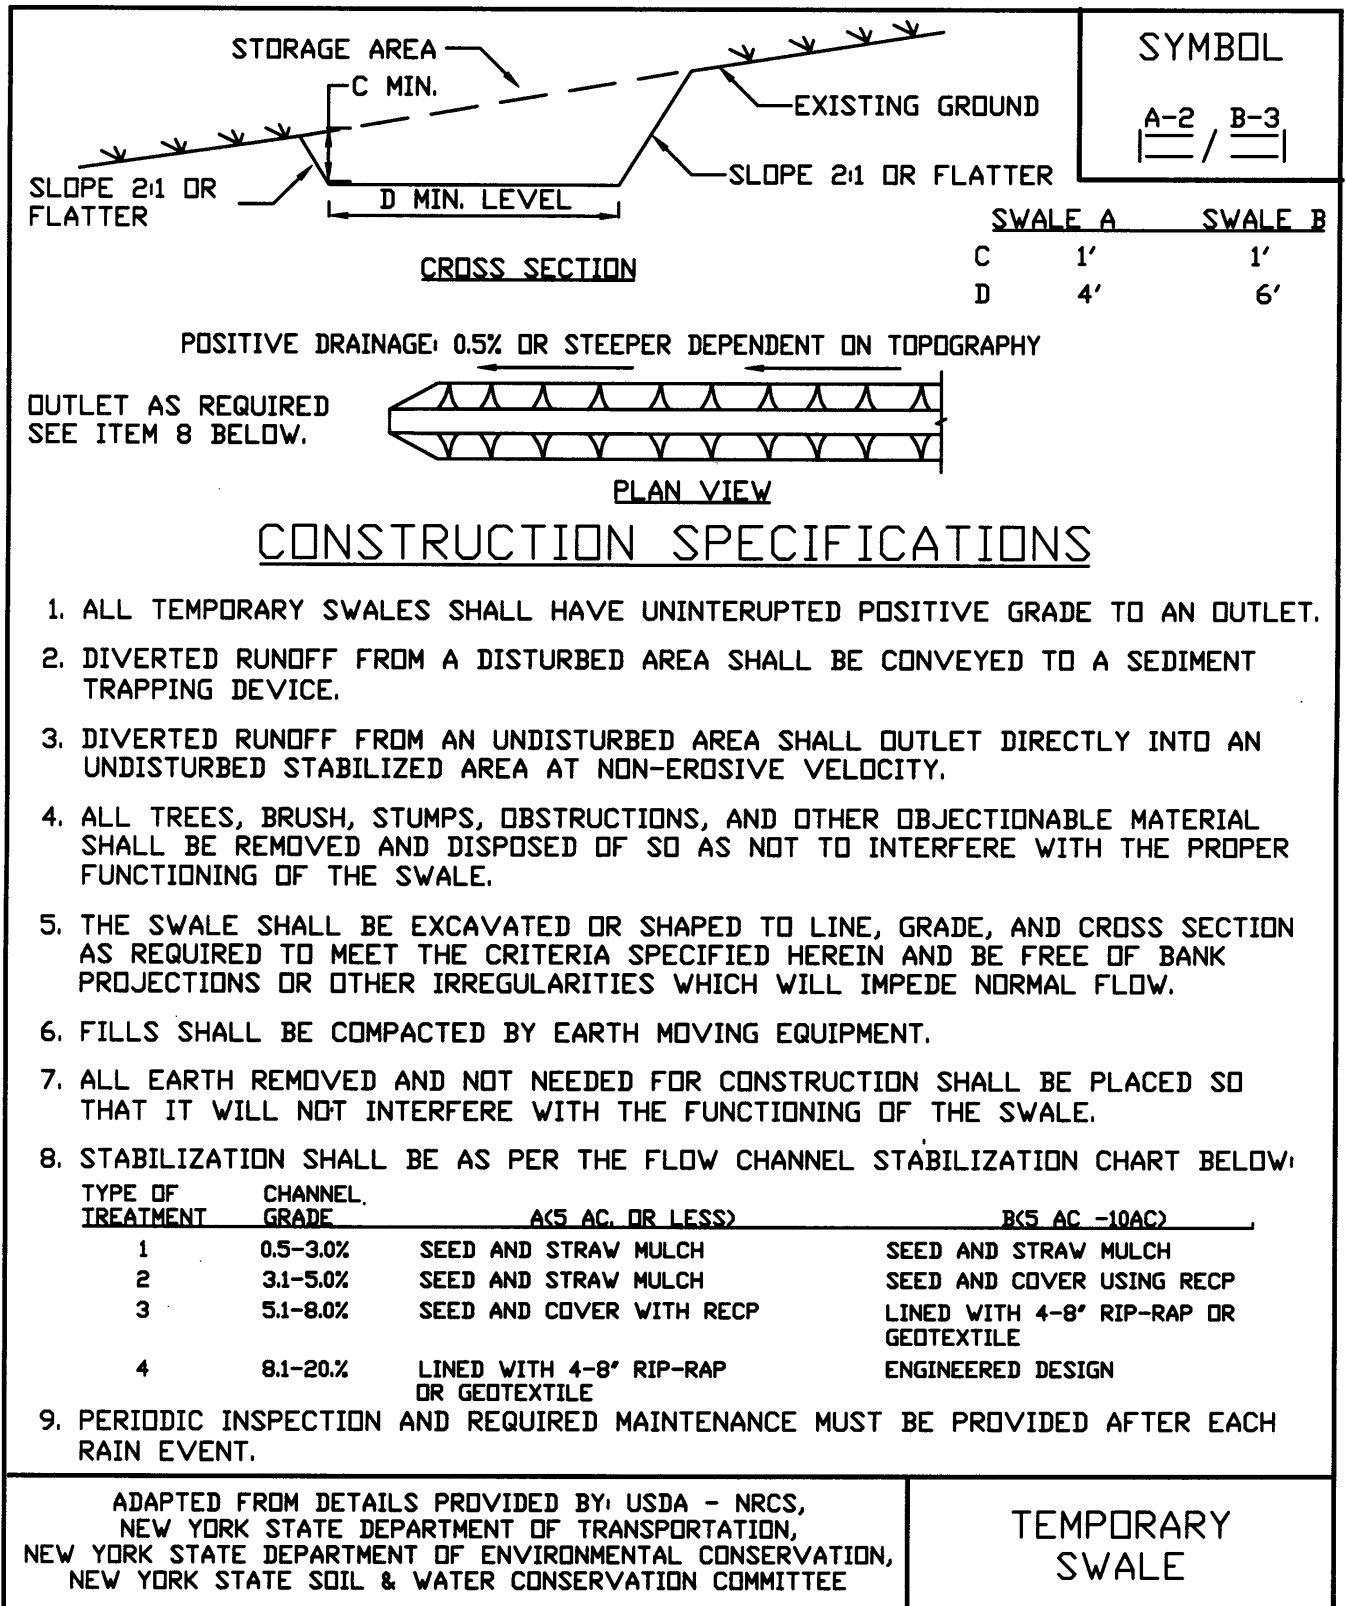 STORAGE AREA
C MIN.
EXISTING GROUND
SLOPE 2:1 OR
FLATTER
SLOPE 2:1 OR FLATTER
D MIN. LEVEL
CROSS SECTION
SYMBOL
A-2 / B-3
SWALE A SWALE B
C 1' 1'
D 4' 6'
POSITIVE DRAINAGE: 0.5% OR STEEPER DEPENDENT ON TOPOGRAPHY
OUTLET AS REQUIRED
SEE ITEM 8 BELOW.
PLAN VIEW
CONSTRUCTION SPECIFICATIONS
1. ALL TEMPORARY SWALES SHALL HAVE UNINTERUPTED POSITIVE GRADE TO AN OUTLET.
2. DIVERTED RUNOFF FROM A DISTURBED AREA SHALL BE CONVEYED TO A SEDIMENT
TRAPPING DEVICE.
3. DIVERTED RUNOFF FROM AN UNDISTURBED AREA SHALL OUTLET DIRECTLY INTO AN
UNDISTURBED STABILIZED AREA AT NON-EROSIVE VELOCITY.
4. ALL TREES, BRUSH, STUMPS, OBSTRUCTIONS, AND OTHER OBJECTIONABLE MATERIAL
SHALL BE REMOVED AND DISPOSED OF SO AS NOT TO INTERFERE WITH THE PROPER
FUNCTIONING OF THE SWALE.
5. THE SWALE SHALL BE EXCAVATED OR SHAPED TO LINE, GRADE, AND CROSS SECTION
AS REQUIRED TO MEET THE CRITERIA SPECIFIED HEREIN AND BE FREE OF BANK
PROJECTIONS OR OTHER IRREGULARITIES WHICH WILL IMPEDE NORMAL FLOW.
6. FILLS SHALL BE COMPACTED BY EARTH MOVING EQUIPMENT.
7. ALL EARTH REMOVED AND NOT NEEDED FOR CONSTRUCTION SHALL BE PLACED SO
THAT IT WILL NOT INTERFERE WITH THE FUNCTIONING OF THE SWALE.
8. STABILIZATION SHALL BE AS PER THE FLOW CHANNEL STABILIZATION CHART BELOW:
TYPE OF CHANNEL
TREATMENT GRADE A(5 AC. OR LESS) B(5 AC -10AC)
1 0.5-3.0% SEED AND STRAW MULCH SEED AND STRAW MULCH
2 3.1-5.0% SEED AND STRAW MULCH SEED AND COVER USING RECP
3 5.1-8.0% SEED AND COVER WITH RECP LINED WITH 4-8" RIP-RAP OR
GEOTEXTILE
4 8.1-20.% LINED WITH 4-8" RIP-RAP ENGINEERED DESIGN
OR GEOTEXTILE
9. PERIODIC INSPECTION AND REQUIRED MAINTENANCE MUST BE PROVIDED AFTER EACH
RAIN EVENT.
ADAPTED FROM DETAILS PROVIDED BY: USDA - NRCS,
NEW YORK STATE DEPARTMENT OF TRANSPORTATION,
NEW YORK STATE DEPARTMENT OF ENVIRONMENTAL CONSERVATION,
NEW YORK STATE SOIL & WATER CONSERVATION COMMITTEE
TEMPORARY
SWALE